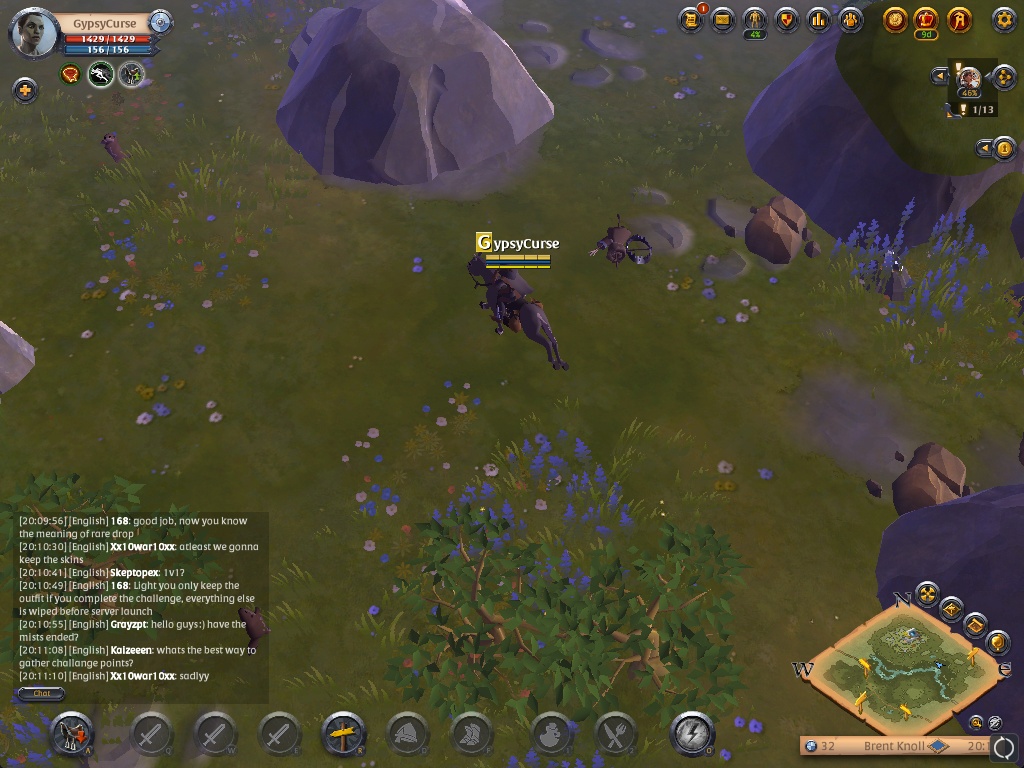 GypsyCurse
1429 / 1429
156 / 156
1
4%
9d
46%
1/13
GypsyCurse
[20:09:56] [English] 168: good job, now you know
the meaning of rare drop
[20:10:30] [English] Xx10war10xx: atleast we gonna
keep the skins
[20:10:41] [English] Skeptopex: 1v1?
[20:10:49] [English] 168: Light you only keep the
outfit if you complete the challenge, everything else
is wiped before server launch
[20:10:55] [English] Grayzpt: hello guys:) have the
mists ended?
[20:11:08] [English] Kaizeeen: whats the best way to
gather challange points?
[20:11:10] [English] Xx10war10xx: sadlyy
Chat
N
W
E
A
Q
W
E
R
D
F
32
Brent Knoll
20: